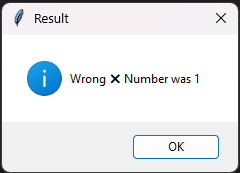 Result
Wrong ❌ Number was 1
OK